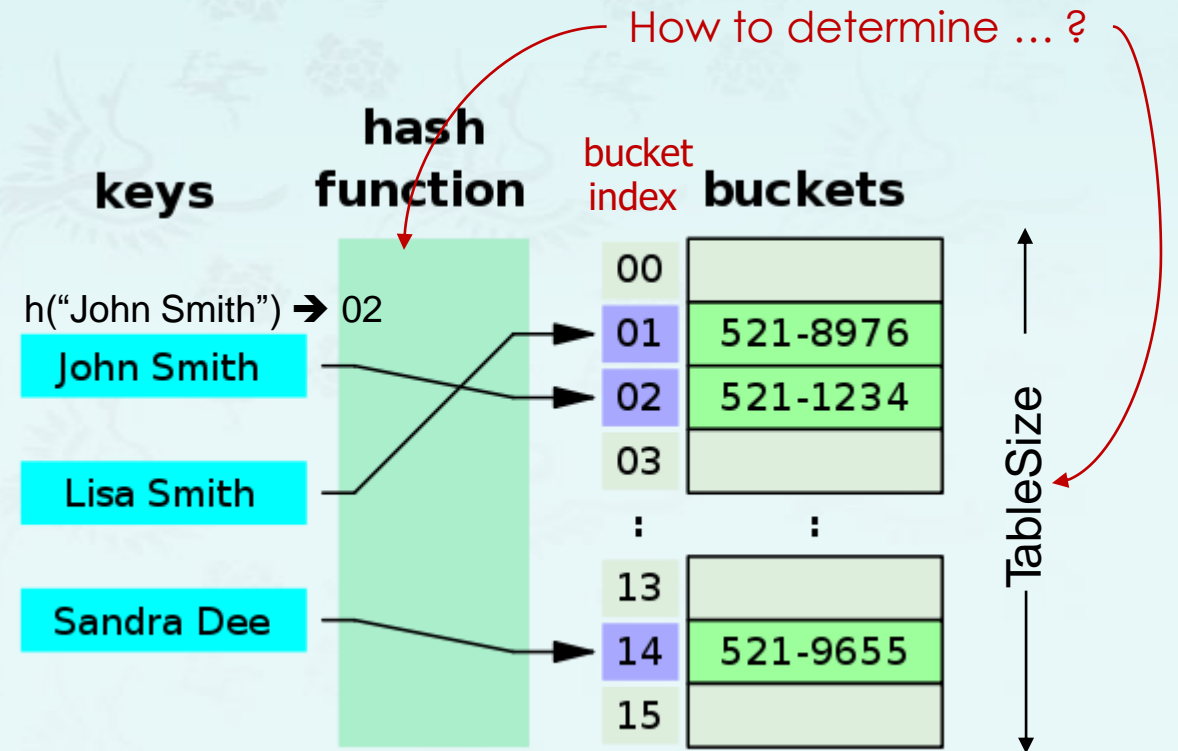 How to determine … ?
hash
function
keys
bucket
index
buckets
h(“John Smith”) ➔ 02
John Smith
Lisa Smith
Sandra Dee
00
01 521-8976
02 521-1234
03
: :
13
14 521-9655
15
TableSize